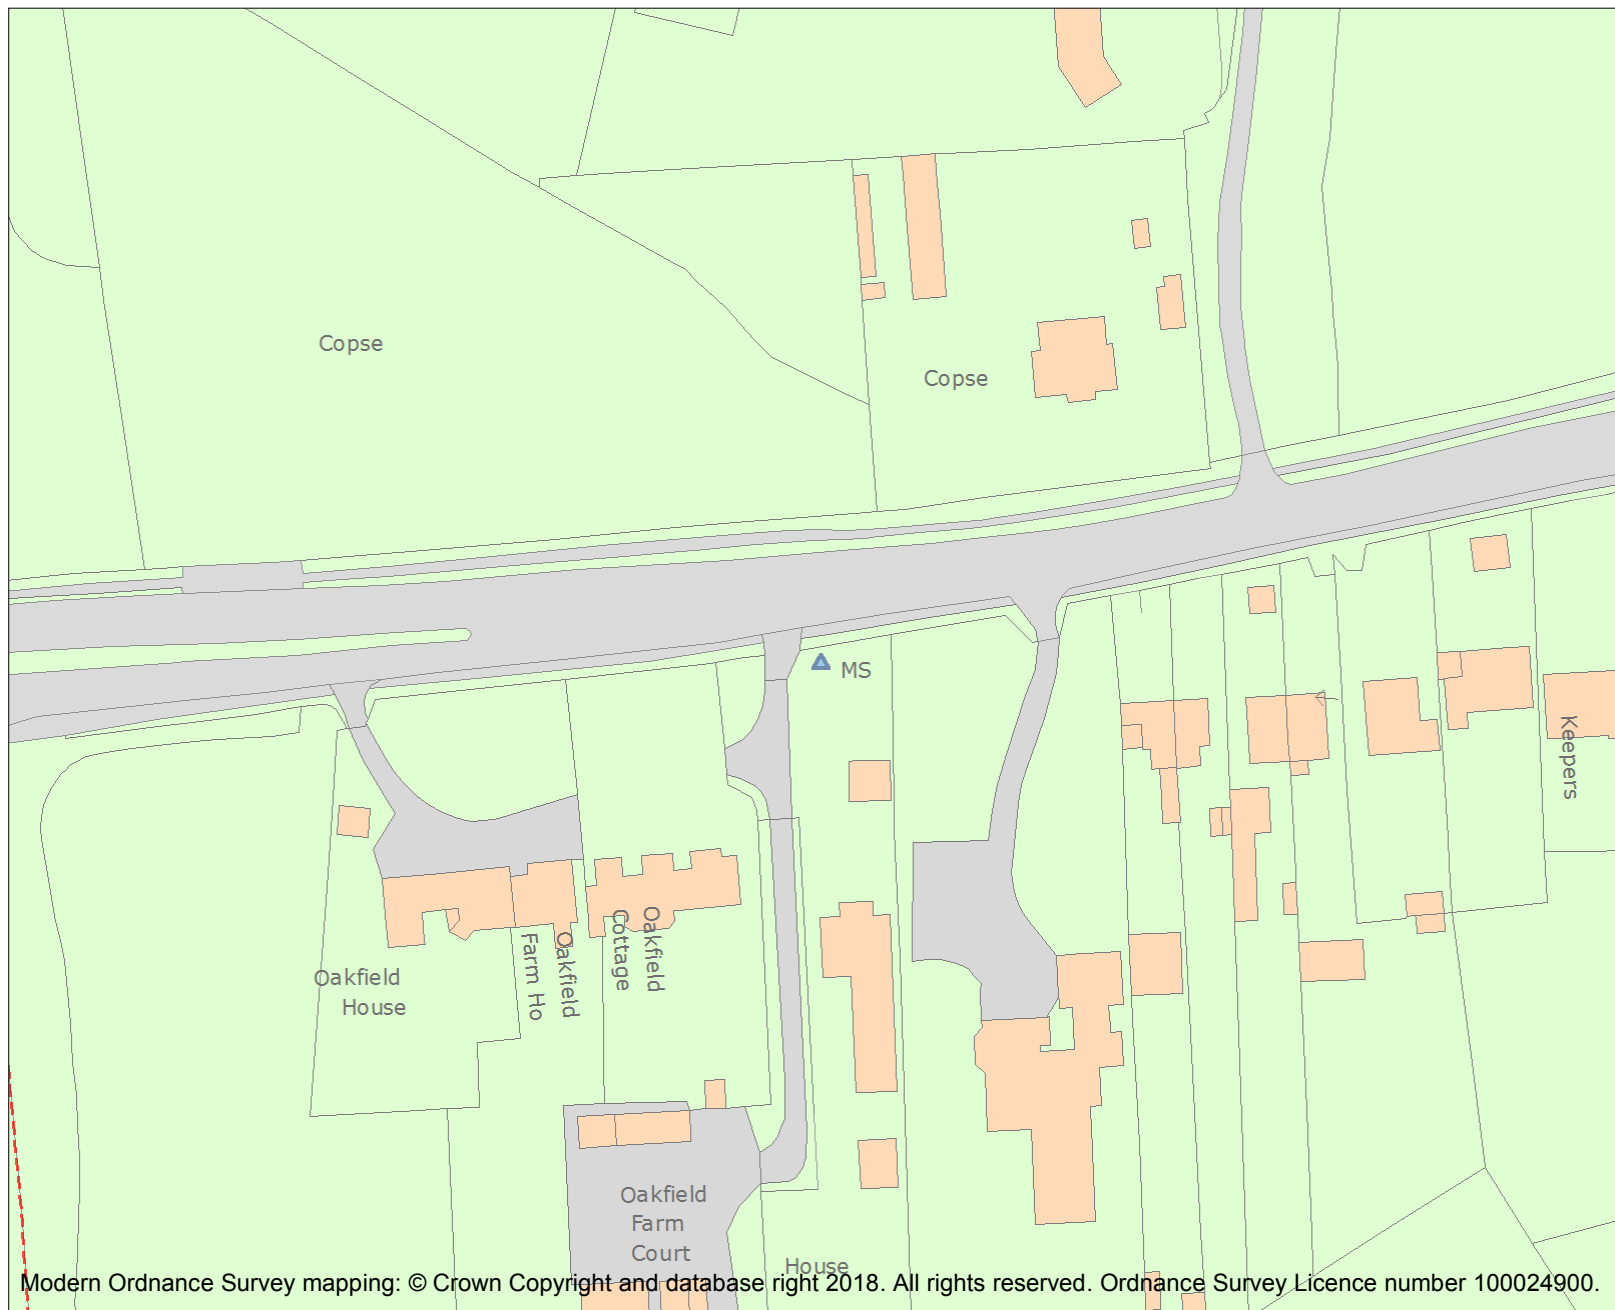 Copse
Copse
MS
Keepers
Oakfield
House
Oakfield
Farm Ho
Oakfield
Cottage
Oakfield
Farm
Court
House
Modern Ordnance Survey mapping: © Crown Copyright and database right 2018. All rights reserved. Ordnance Survey Licence number 100024900.